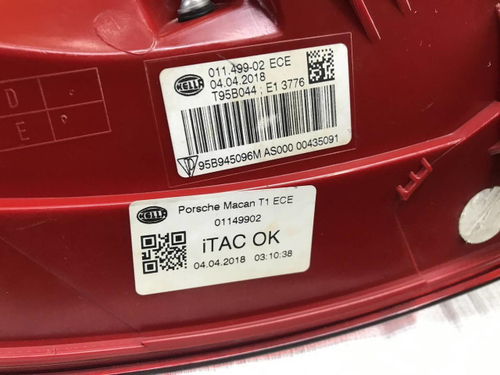 D
E
HELLA
011.499-02 ECE
04.04.2018
T95B044 ; E1 3776
95B945096M AS000 00435091
HELLA
Porsche Macan T1 ECE
01149902
iTAC OK
04.04.2018 03:10:38